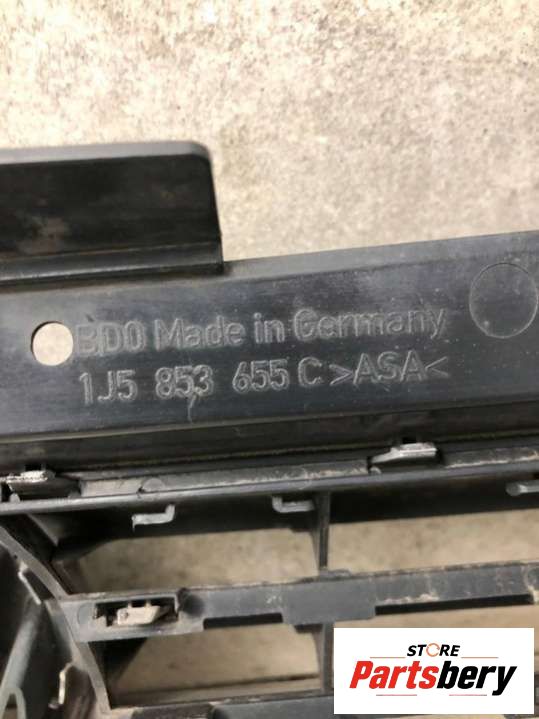 BDO Made in Germany
1J5 853 655 C >ASA<
STORE
Partsbery